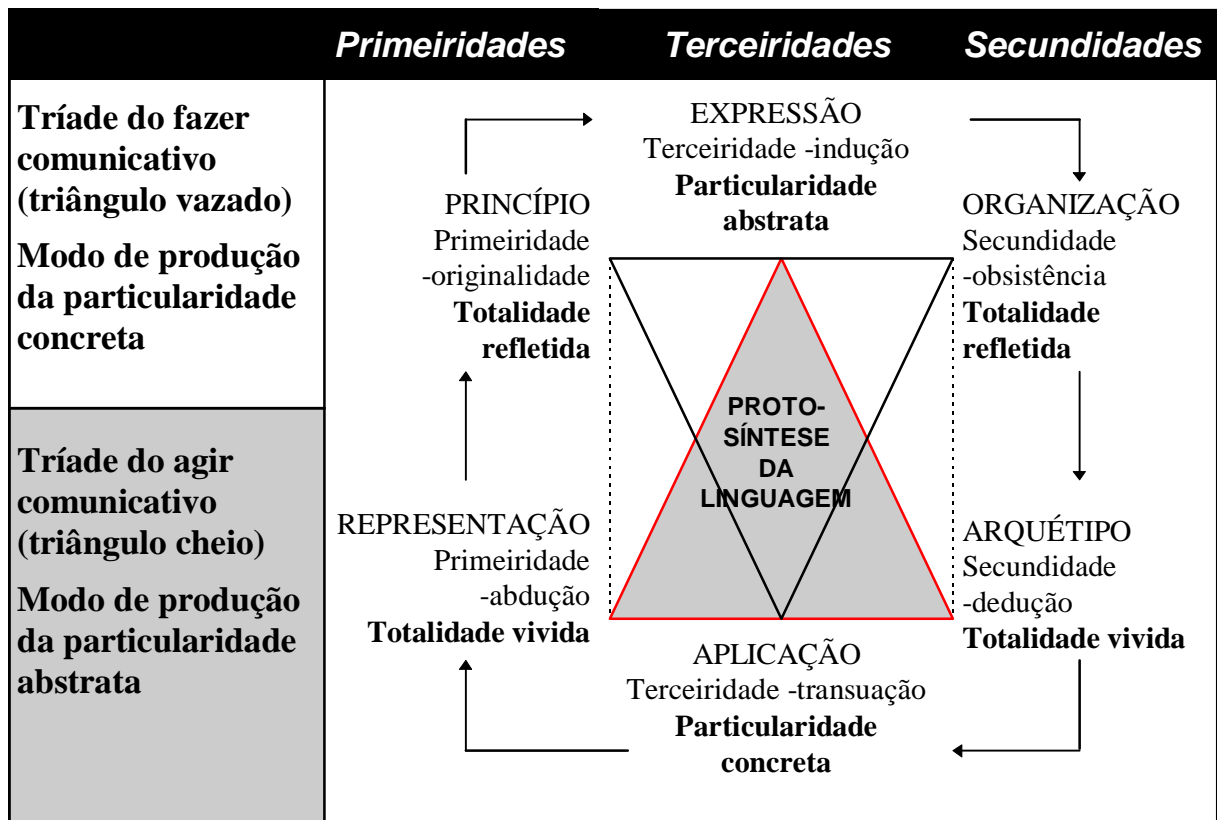 Primeiridades Terceiridades Secundidades
Tríade do fazer
comunicativo
(triângulo vazado)
Modo de produção
da particularidade
concreta
Tríade do agir
comunicativo
(triângulo cheio)
Modo de produção
da particularidade
abstrata
EXPRESSÃO
Terceiridade -indução
Particularidade
abstrata
PRINCÍPIO
Primeiridade
-originalidade
Totalidade
refletida
ORGANIZAÇÃO
Secundidade
-obsistência
Totalidade
refletida
PROTO-
SÍNTESE
DA
LINGUAGEM
REPRESENTAÇÃO
Primeiridade
-abdução
Totalidade vivida
ARQUÉTIPO
Secundidade
-dedução
Totalidade vivida
APLICAÇÃO
Terceiridade -transuação
Particularidade
concreta